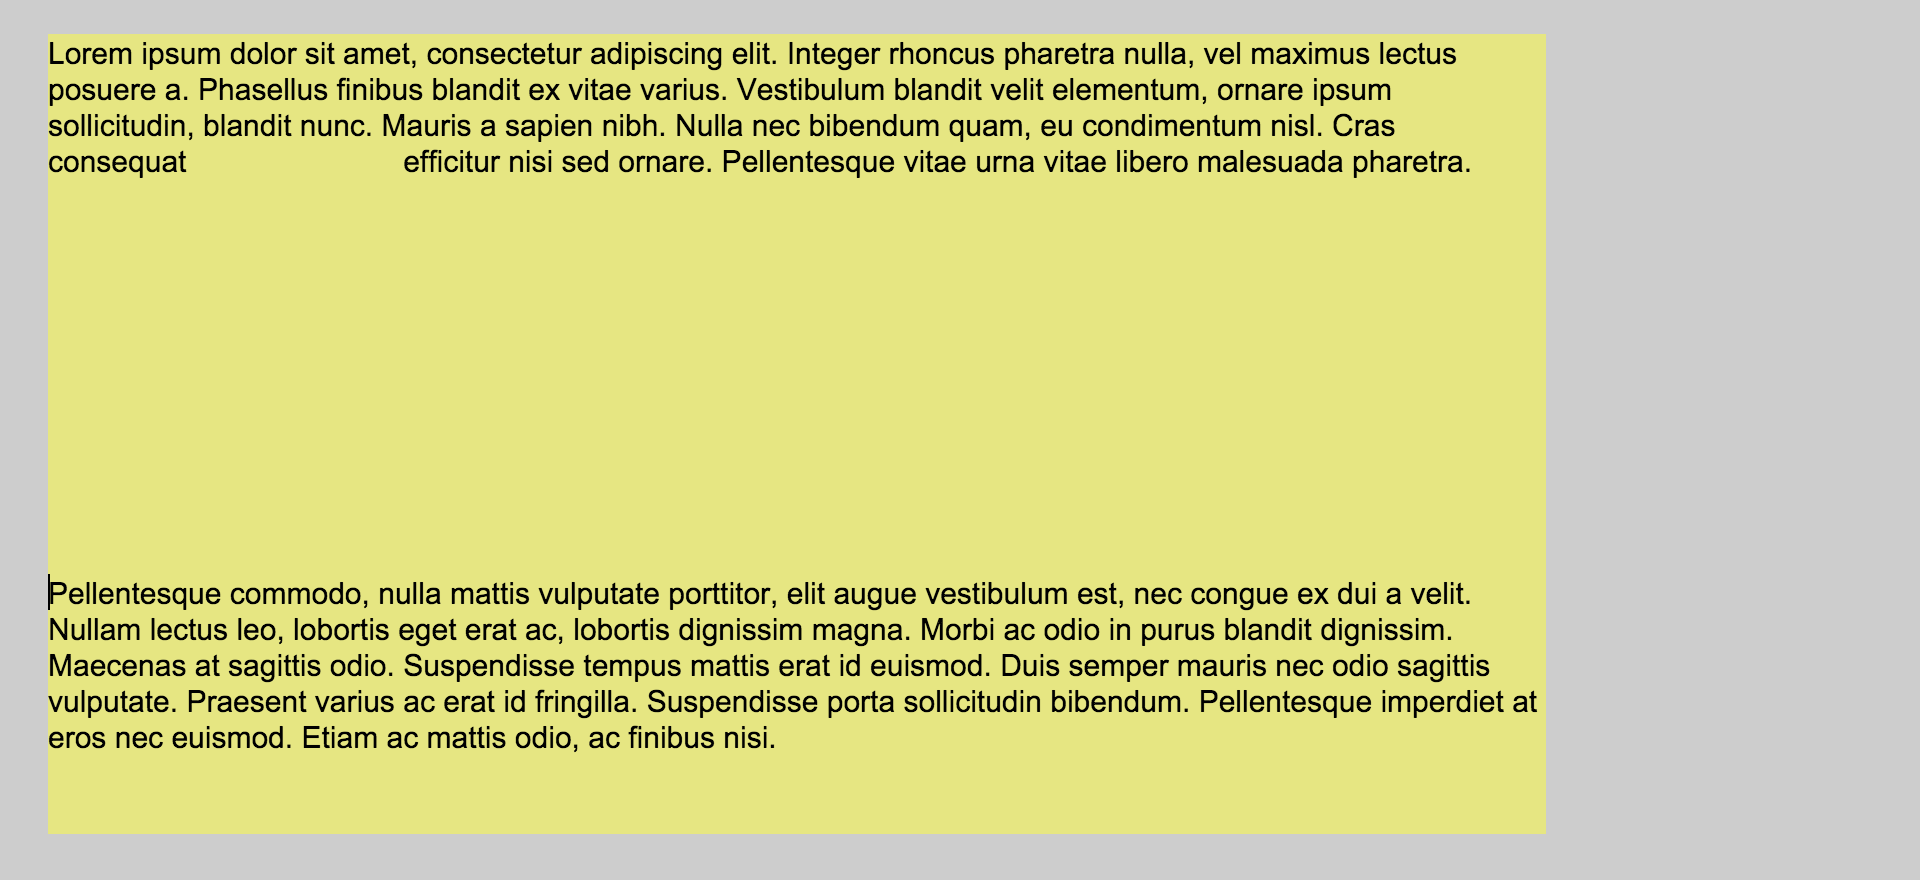 Lorem ipsum dolor sit amet, consectetur adipiscing elit. Integer rhoncus pharetra nulla, vel maximus lectus
posuere a. Phasellus finibus blandit ex vitae varius. Vestibulum blandit velit elementum, ornare ipsum
sollicitudin, blandit nunc. Mauris a sapien nibh. Nulla nec bibendum quam, eu condimentum nisl. Cras
consequat efficitur nisi sed ornare. Pellentesque vitae urna vitae libero malesuada pharetra.
Pellentesque commodo, nulla mattis vulputate porttitor, elit augue vestibulum est, nec congue ex dui a velit.
Nullam lectus leo, lobortis eget erat ac, lobortis dignissim magna. Morbi ac odio in purus blandit dignissim.
Maecenas at sagittis odio. Suspendisse tempus mattis erat id euismod. Duis semper mauris nec odio sagittis
vulputate. Praesent varius ac erat id fringilla. Suspendisse porta sollicitudin bibendum. Pellentesque imperdiet at
eros nec euismod. Etiam ac mattis odio, ac finibus nisi.